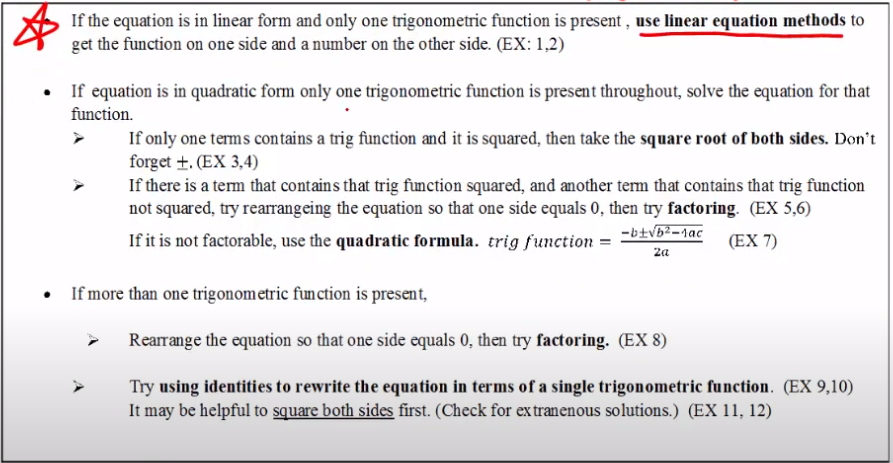 If the equation is in linear form and only one trigonometric function is present , use linear equation methods to
get the function on one side and a number on the other side. (EX: 1,2)
• If equation is in quadratic form only one trigonometric function is present throughout, solve the equation for that
function.
➢ If only one terms contains a trig function and it is squared, then take the square root of both sides. Don't
forget ±. (EX 3,4)
➢ If there is a term that contains that trig function squared, and another term that contains that trig function
not squared, try rearrangeing the equation so that one side equals 0, then try factoring. (EX 5,6)
If it is not factorable, use the quadratic formula. trig function = (-b±√b²-4ac)/2a (EX 7)
• If more than one trigonometric function is present,
➢ Rearrange the equation so that one side equals 0, then try factoring. (EX 8)
➢ Try using identities to rewrite the equation in terms of a single trigonometric function. (EX 9,10)
It may be helpful to square both sides first. (Check for extranenous solutions.) (EX 11, 12)